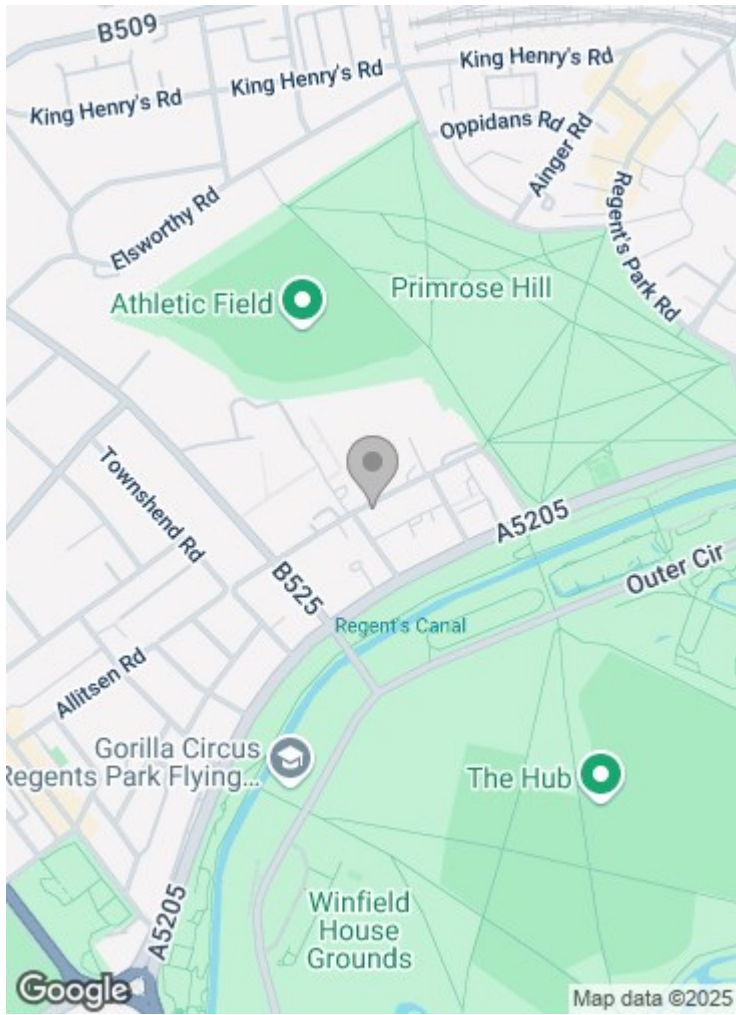 B509
King Henry's Rd
King Henry's Rd
King Henry's Rd
Oppidans Rd
Ainger Rd
Regent's Park Rd
Elsworthy Rd
Athletic Field
Primrose Hill
Townshend Rd
A5205
B525
Outer Cir
Regent's Canal
Allitsen Rd
Gorilla Circus
Regents Park Flying...
The Hub
A5205
Winfield
House
Grounds
Google
Map data ©2025